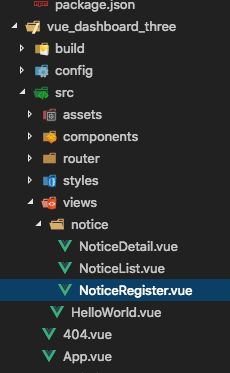 package.json
vue_dashboard_three
build
config
src
assets
components
router
styles
views
notice
NoticeDetail.vue
NoticeList.vue
NoticeRegister.vue
HelloWorld.vue
404.vue
App.vue